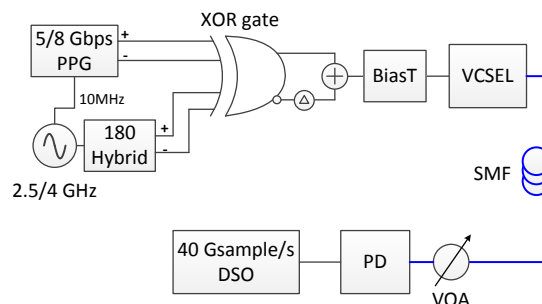 XOR gate
5/8 Gbps
PPG
+
-
10MHz
180
Hybrid
+
-
2.5/4 GHz
Δ
+
BiasT
VCSEL
SMF
40 Gsample/s
DSO
PD
VOA